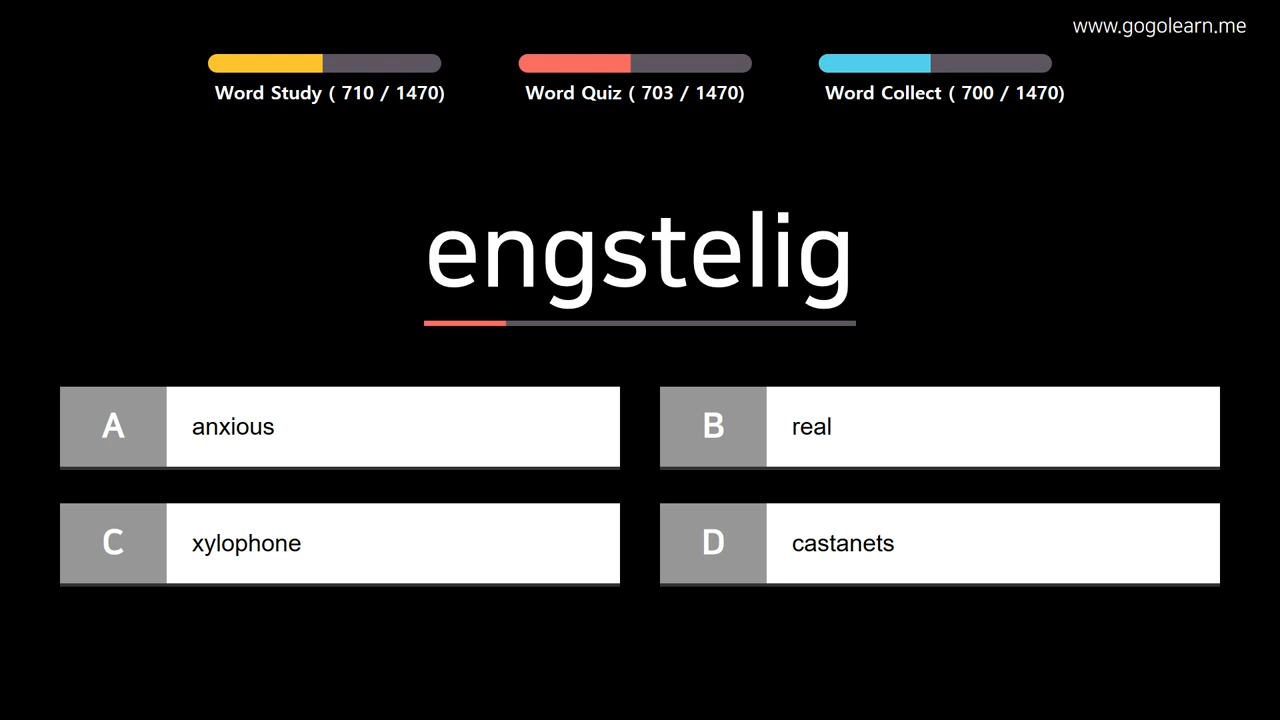 www.gogolearn.me
Word Study ( 710 / 1470)
Word Quiz ( 703 / 1470)
Word Collect ( 700 / 1470)
engstelig
A anxious
B real
C xylophone
D castanets